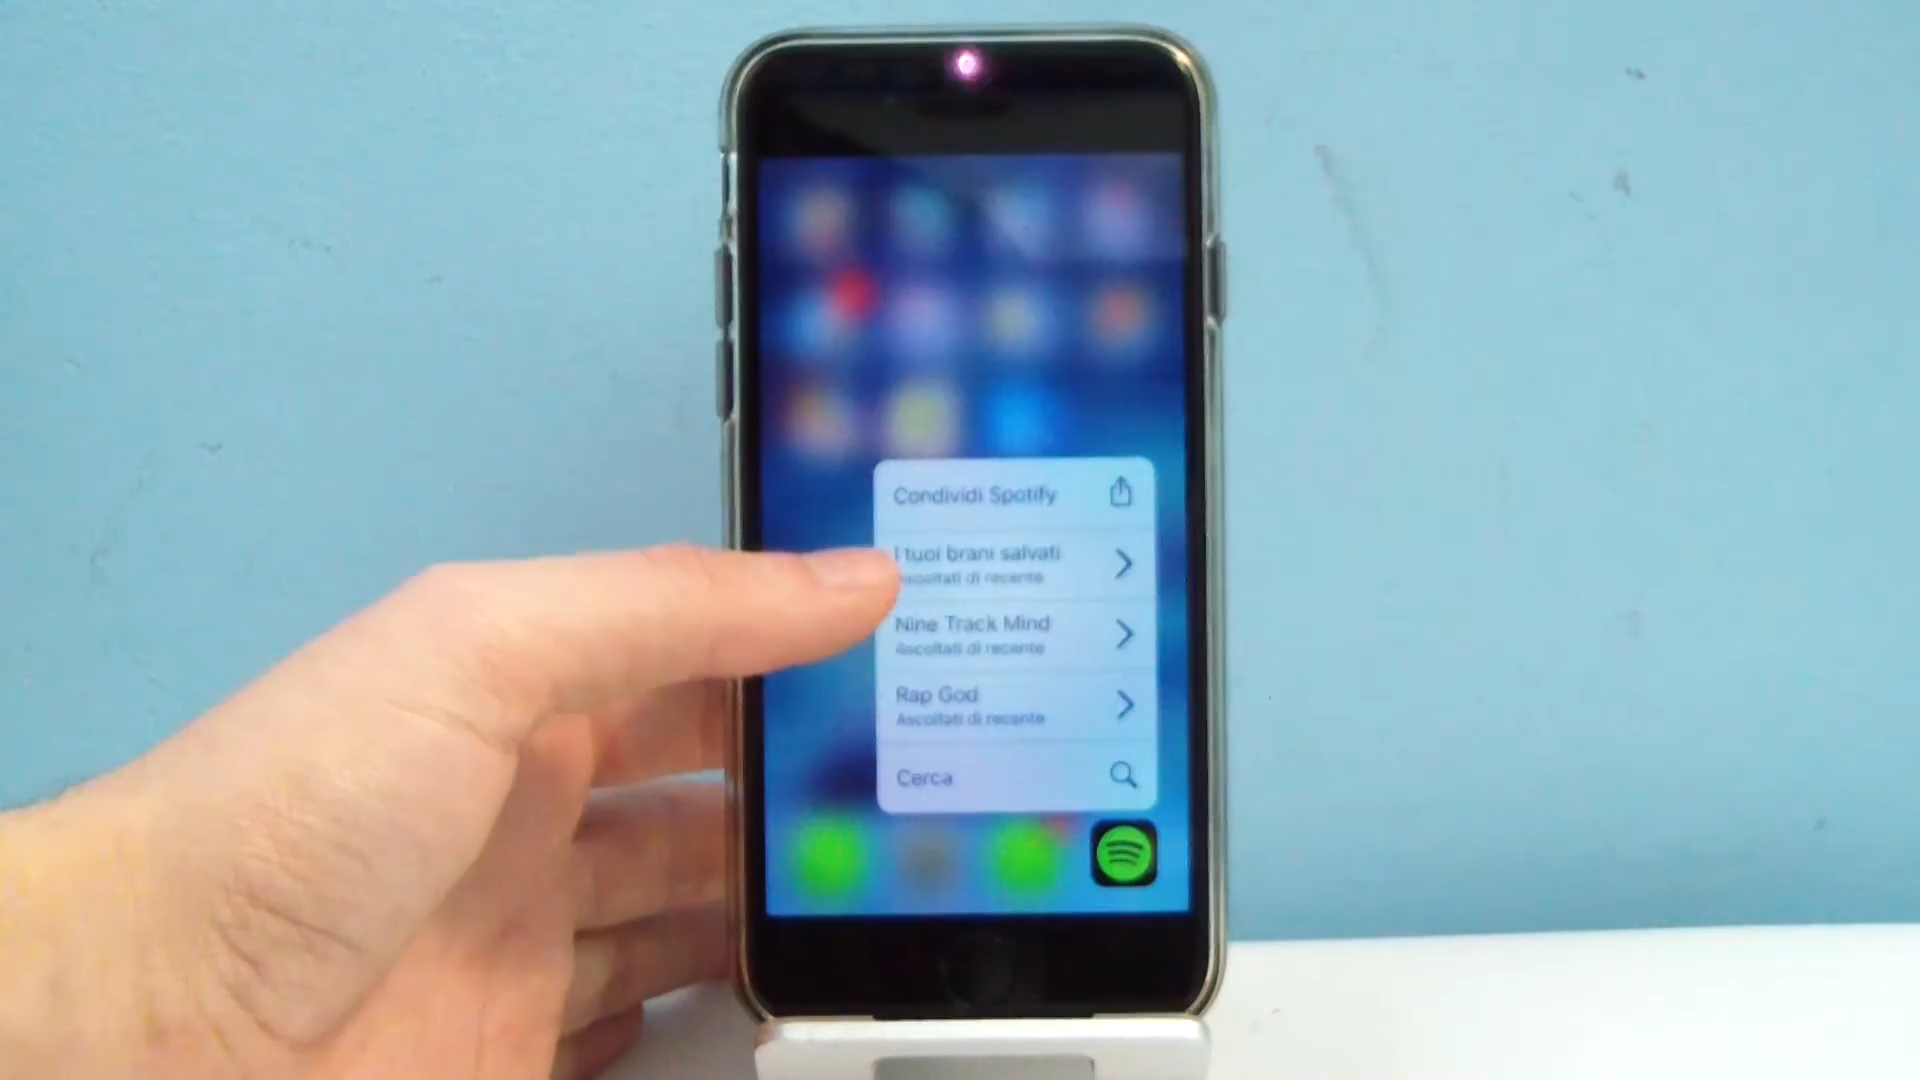 Condividi Spotify
I tuoi brani salvati
Ascoltati di recente
Nine Track Mind
Ascoltati di recente
Rap God
Ascoltati di recente
Cerca